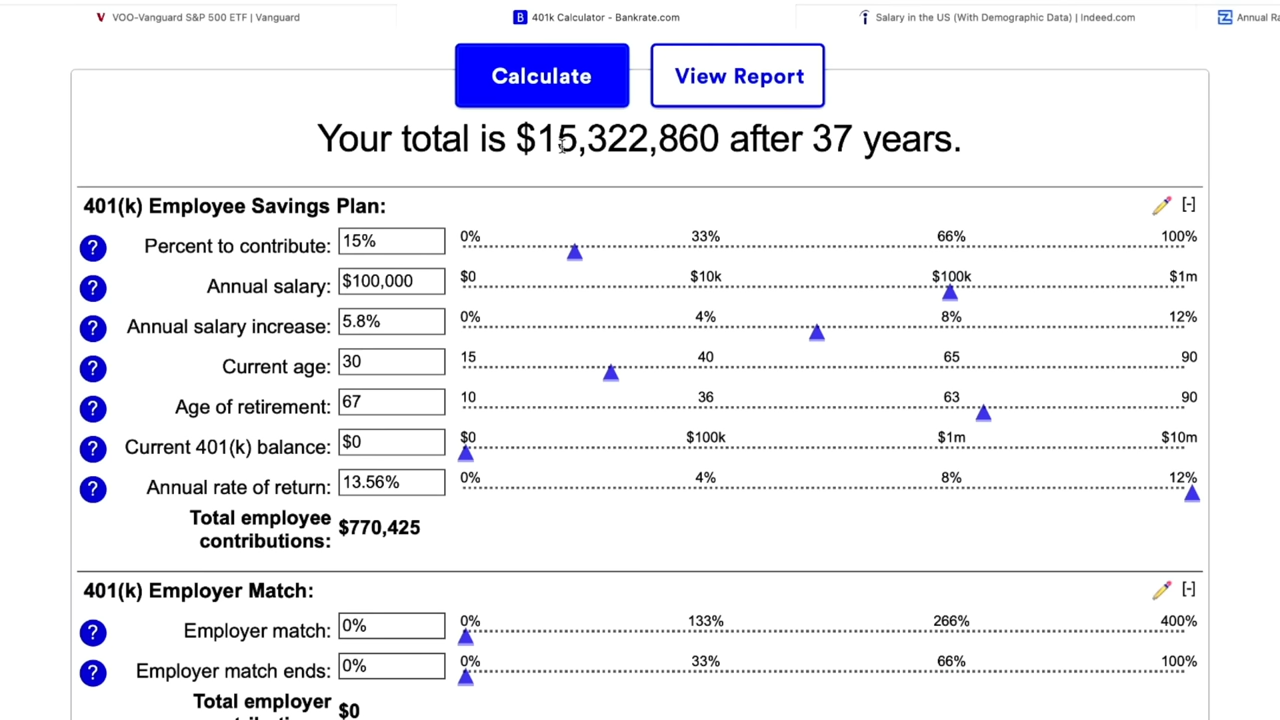 VOO-Vanguard S&P 500 ETF | Vanguard B 401k Calculator - Bankrate.com Salary in the US (With Demographic Data) | Indeed.com Annual Ra
Calculate View Report
Your total is $15,322,860 after 37 years.
401(k) Employee Savings Plan: [-]
? Percent to contribute: 15% 0% 33% 66% 100%
? Annual salary: $100,000 $0 $10k $100k $1m
? Annual salary increase: 5.8% 0% 4% 8% 12%
? Current age: 30 15 40 65 90
? Age of retirement: 67 10 36 63 90
? Current 401(k) balance: $0 $0 $100k $1m $10m
? Annual rate of return: 13.56% 0% 4% 8% 12%
Total employee
contributions: $770,425
401(k) Employer Match: [-]
? Employer match: 0% 0% 133% 266% 400%
? Employer match ends: 0% 0% 33% 66% 100%
Total employer
$0